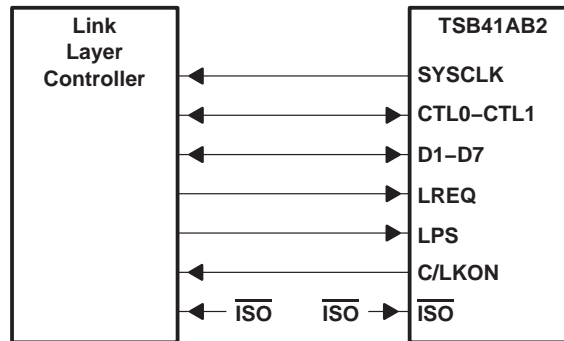 Link
Layer
Controller
TSB41AB2
SYSCLK
CTL0–CTL1
D1–D7
LREQ
LPS
C/LKON
ISO ISO ISO